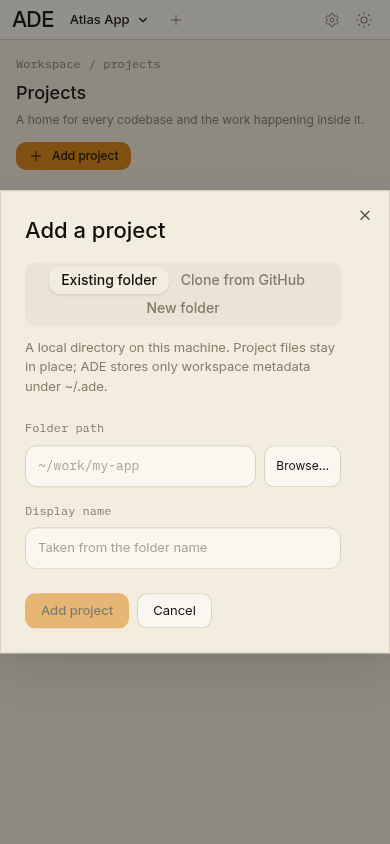 ADE Atlas App
Workspace / projects
Projects
A home for every codebase and the work happening inside it.
Add project
Add a project
Existing folder Clone from GitHub
New folder
A local directory on this machine. Project files stay
in place; ADE stores only workspace metadata
under ~/.ade.
Folder path
~/work/my-app Browse...
Display name
Taken from the folder name
Add project Cancel